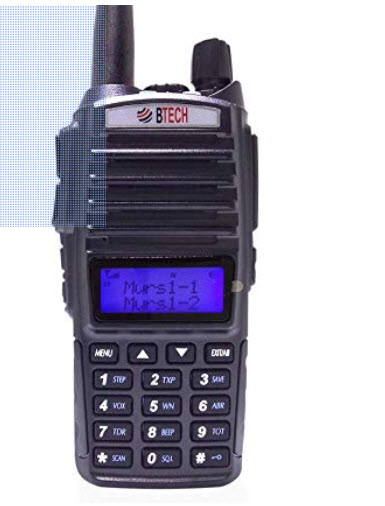 BTECH
N
Murs1-1
Murs1-2
MENU
EXIT/AB
1 STEP 2 TXP 3 SAVE
4 VOX 5 WN 6 ABR
7 TDR 8 BEEP 9 TOT
* SCAN 0 SQL #